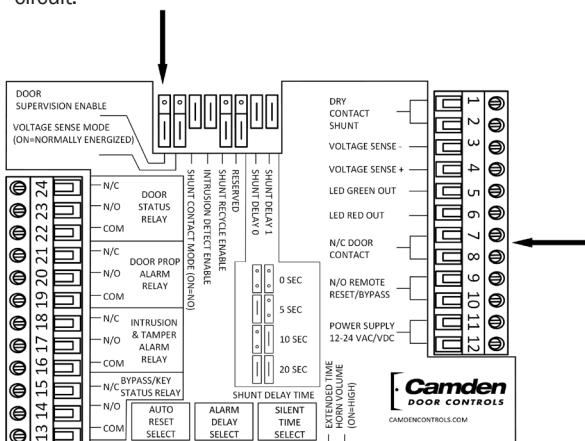 circuit.
DOOR
SUPERVISION ENABLE
VOLTAGE SENSE MODE
(ON=NORMALLY ENERGIZED)
SHUNT CONTACT MODE (ON=NO)
INTRUSION DETECT ENABLE
SHUNT RECYCLE ENABLE
RESERVED
SHUNT DELAY 0
SHUNT DELAY 1
24
N/C
23
N/O
22
COM
DOOR
STATUS
RELAY
21
N/C
20
N/O
19
COM
DOOR PROP
ALARM
RELAY
18
N/C
17
N/O
16
COM
INTRUSION
& TAMPER
ALARM
RELAY
15
N/C
14
N/O
13
COM
BYPASS/KEY
STATUS RELAY
AUTO
RESET
SELECT
ALARM
DELAY
SELECT
SILENT
TIME
SELECT
0 SEC
5 SEC
10 SEC
20 SEC
SHUNT DELAY TIME
EXTENDED TIME
HORN VOLUME
(ON=HIGH)
DRY
CONTACT
SHUNT
1
2
VOLTAGE SENSE -
3
VOLTAGE SENSE +
4
LED GREEN OUT
5
LED RED OUT
6
N/C DOOR
CONTACT
7
8
N/O REMOTE
RESET/BYPASS
9
10
POWER SUPPLY
12-24 VAC/VDC
11
12
Camden
DOOR CONTROLS
CAMDENCONTROLS.COM